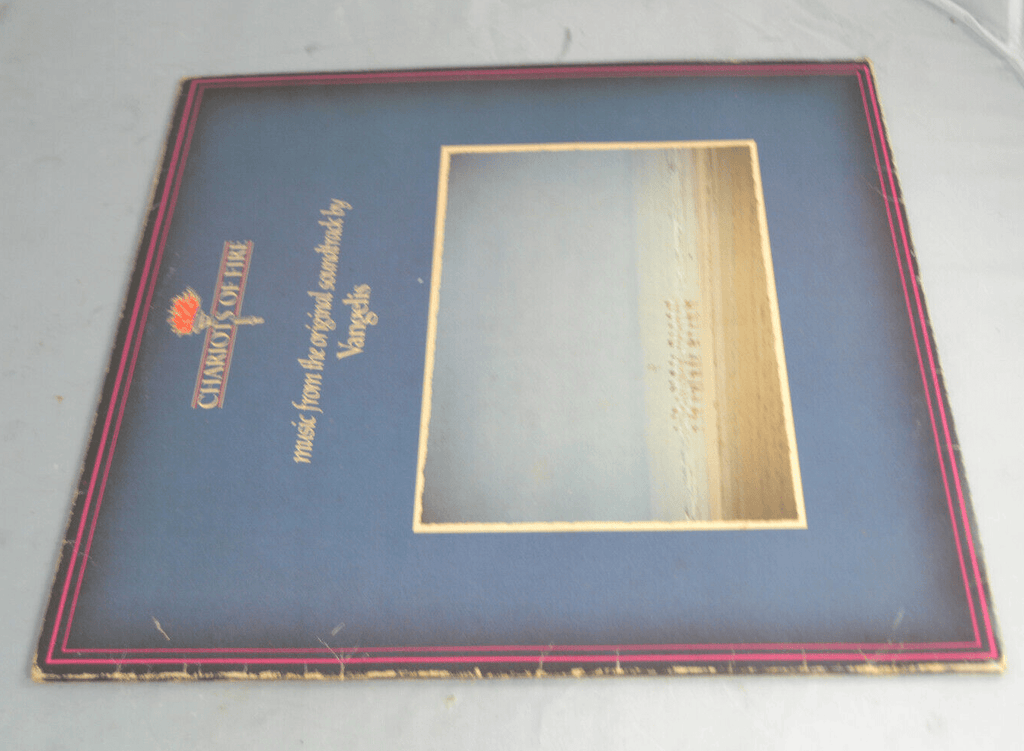 CHARIOTS OF FIRE
music from the original soundtrack by
Vangelis